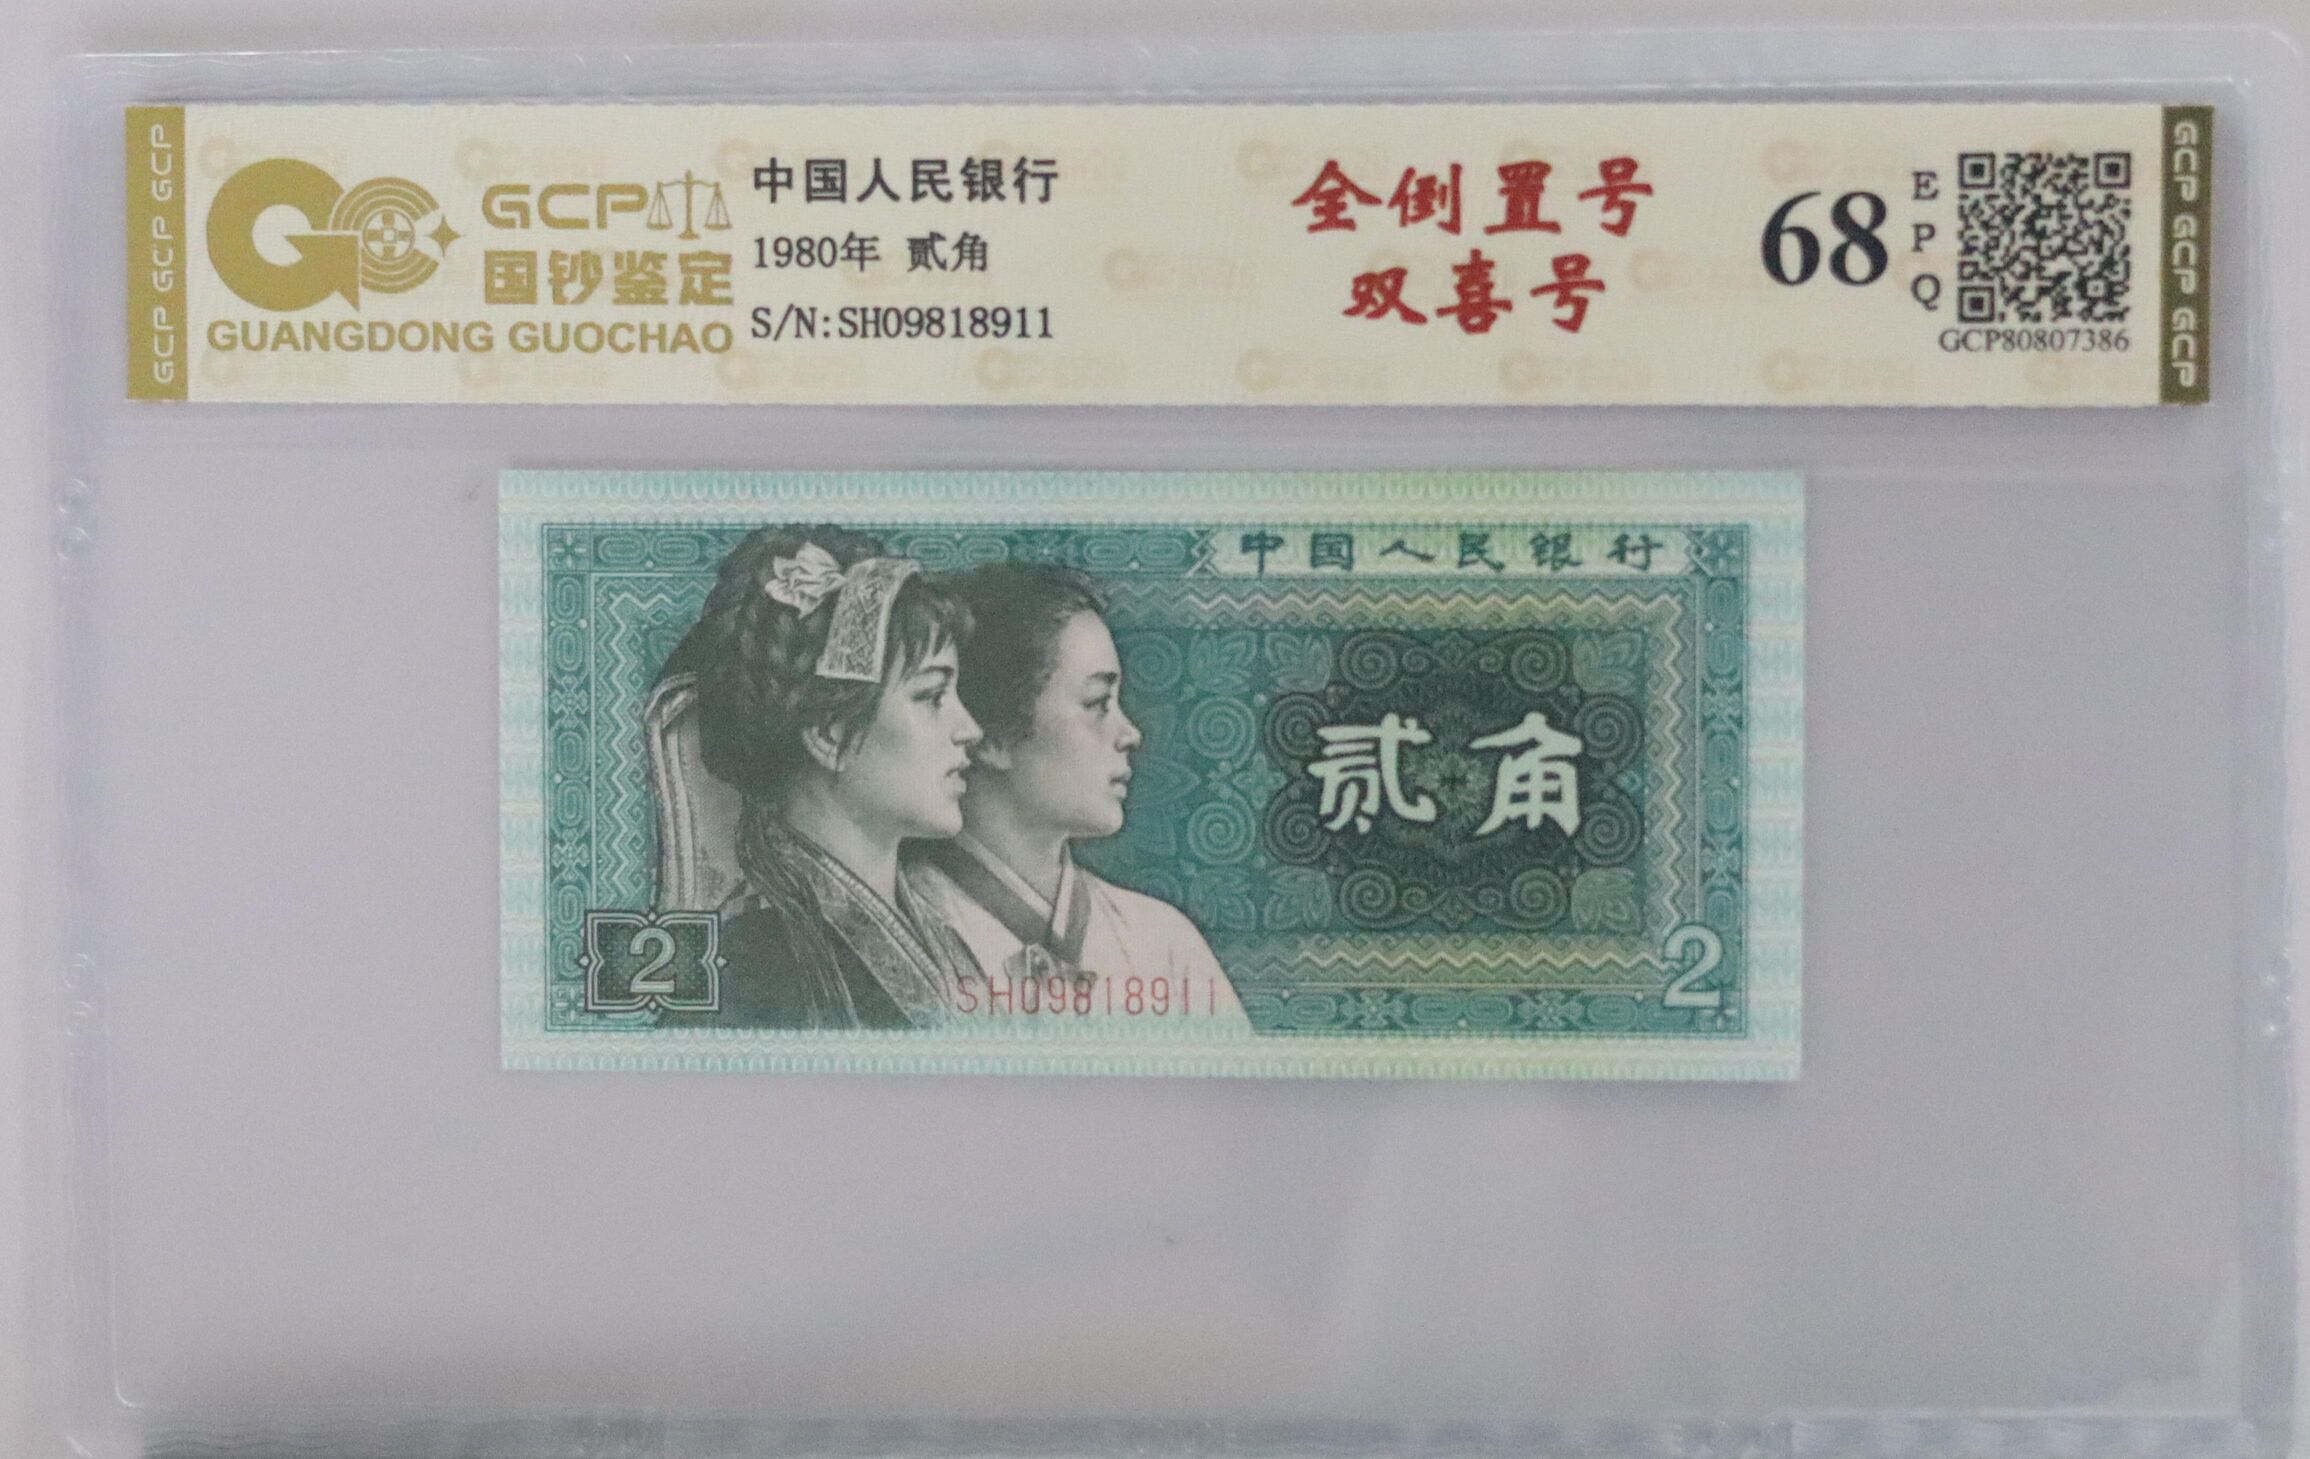 GCP GCP GCP
GCP
国钞鉴定
GUANGDONG GUOCHAO
中国人民银行
1980年 贰角
S/N:SH09818911
全倒置号
双喜号
68
EPQ
GCP80807386
GCP GCP GCP GCP
中国人民银行
贰角
2
SH09818911
2